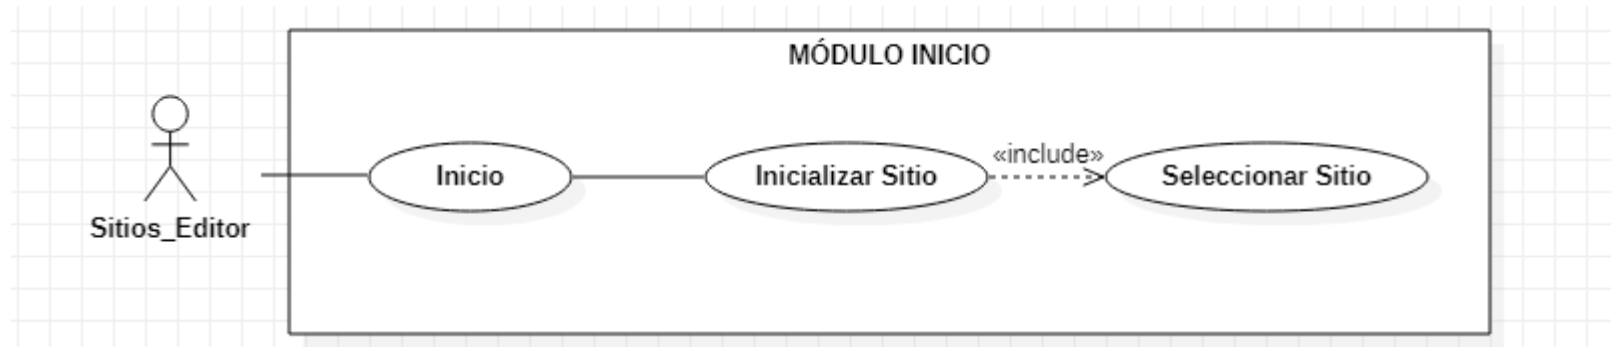 MÓDULO INICIO
Sitios_Editor
Inicio
Inicializar Sitio
«include»
Seleccionar Sitio